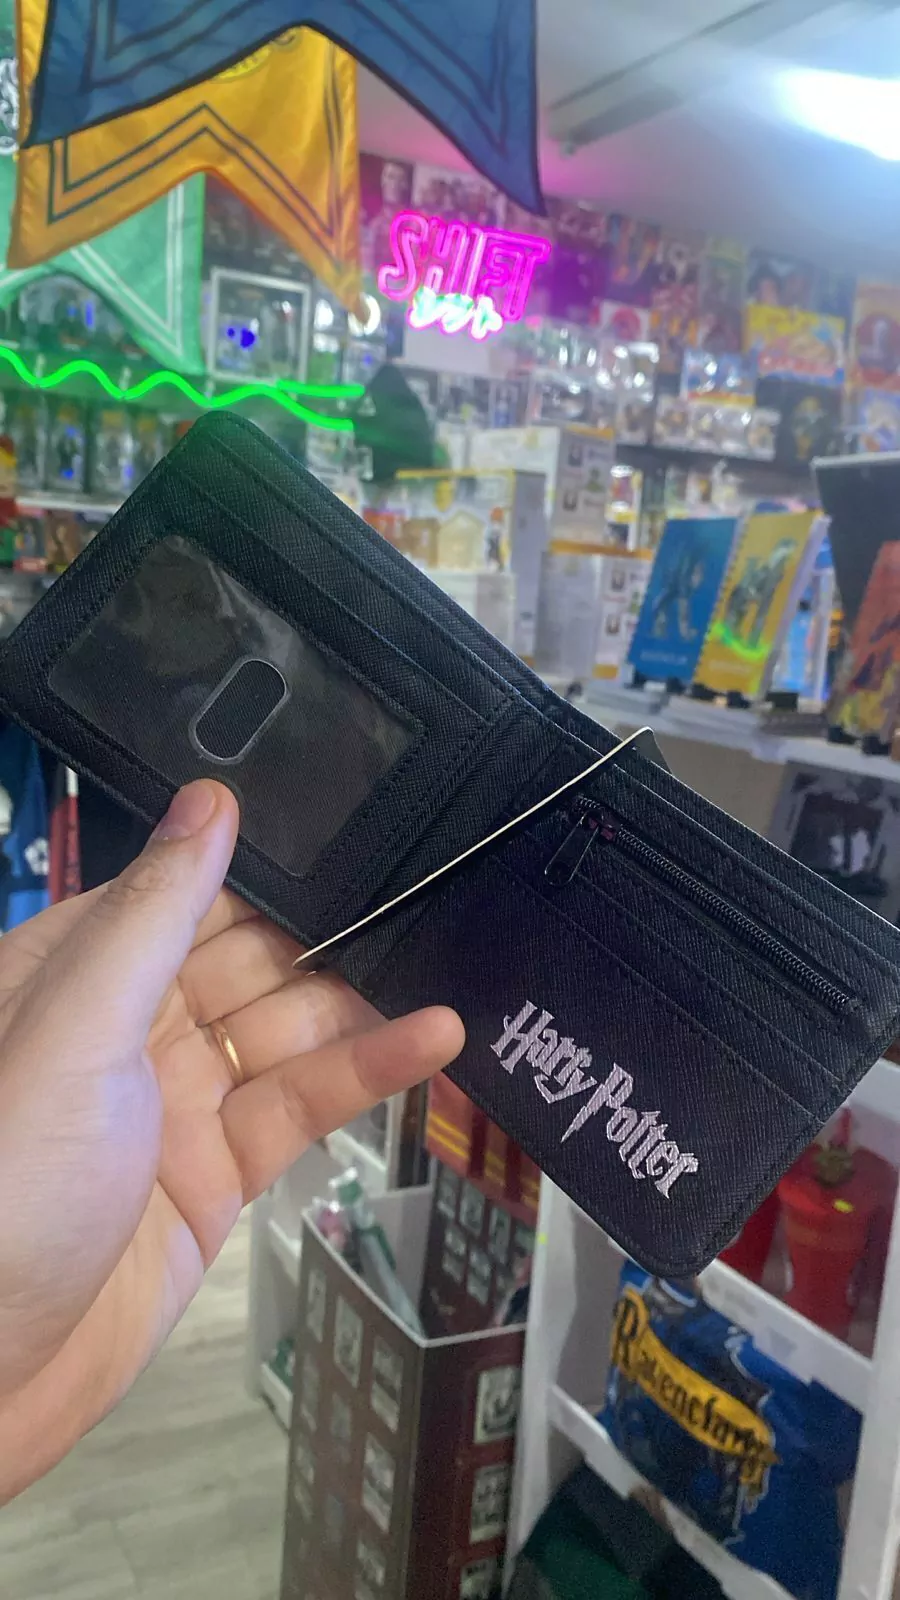 SHIFT
シフト
Harry Potter
Ravenclaw